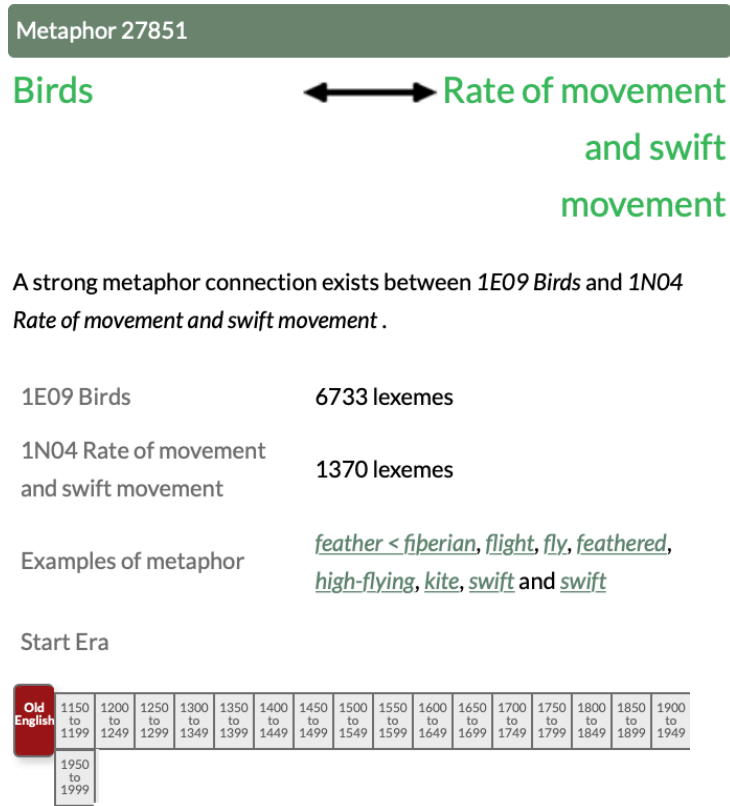 Metaphor 27851
Birds
Rate of movement
and swift
movement
A strong metaphor connection exists between 1E09 Birds and 1N04
Rate of movement and swift movement .
1E09 Birds 6733 lexemes
1N04 Rate of movement
and swift movement
1370 lexemes
Examples of metaphor
feather < fiþerian, flight, fly, feathered,
high-flying, kite, swift and swift
Start Era
Old
English
1150
to
1199
1200
to
1249
1250
to
1299
1300
to
1349
1350
to
1399
1400
to
1449
1450
to
1499
1500
to
1549
1550
to
1599
1600
to
1649
1650
to
1699
1700
to
1749
1750
to
1799
1800
to
1849
1850
to
1899
1900
to
1949
1950
to
1999